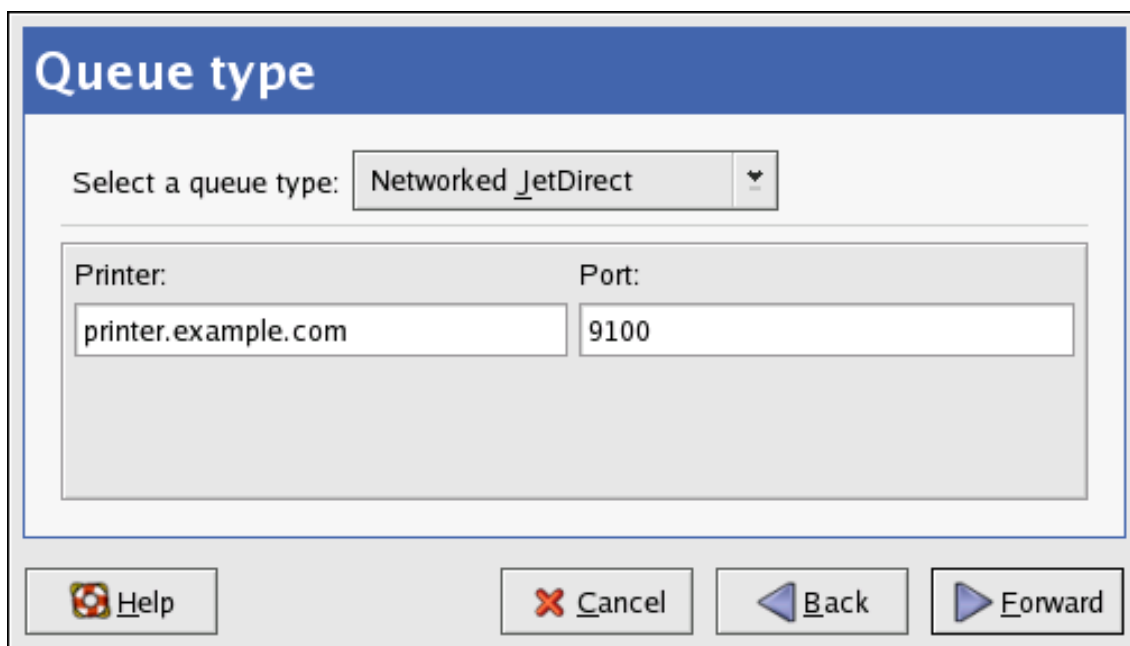 Queue type
Select a queue type: Networked JetDirect
Printer: Port:
printer.example.com 9100
Help Cancel Back Forward